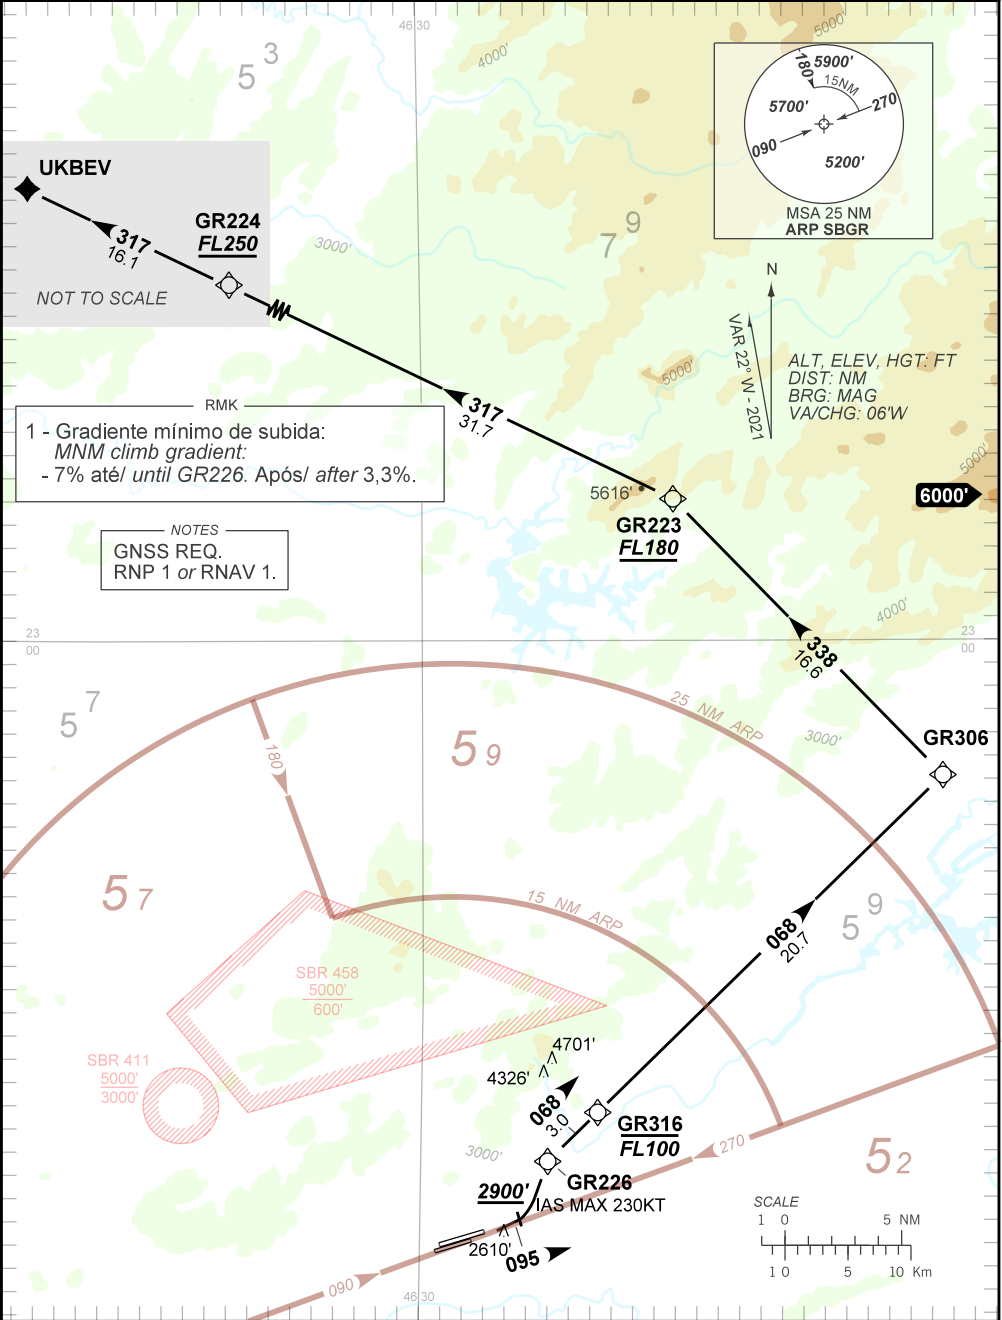 46 30
5000'
4000'
5 3
180
5900'
15NM
5700'
270
090
5200'
MSA 25 NM
ARP SBGR
UKBEV
317
16.1
GR224
FL250
3000'
7 9
NOT TO SCALE
N
VAR 22° W - 2021
ALT, ELEV, HGT: FT
DIST: NM
BRG: MAG
VA/CHG: 06'W
5000'
RMK
1 - Gradiente mínimo de subida:
MNM climb gradient:
- 7% até/ until GR226. Após/ after 3,3%.
317
31.7
5000'
5616'
6000'
GR223
FL180
NOTES
GNSS REQ.
RNP 1 or RNAV 1.
4000'
23
00
23
00
338
16.6
5 7
25 NM ARP
3000'
GR306
180
5 9
5 7
15 NM ARP
5 9
068
20.7
SBR 458
5000'
600'
4701'
4326'
SBR 411
5000'
3000'
068
3.0
GR316
FL100
270
3000'
5 2
GR226
2900'
IAS MAX 230KT
2610'
095
090
SCALE
1 0 5 NM
1 0 5 10 Km
46 30